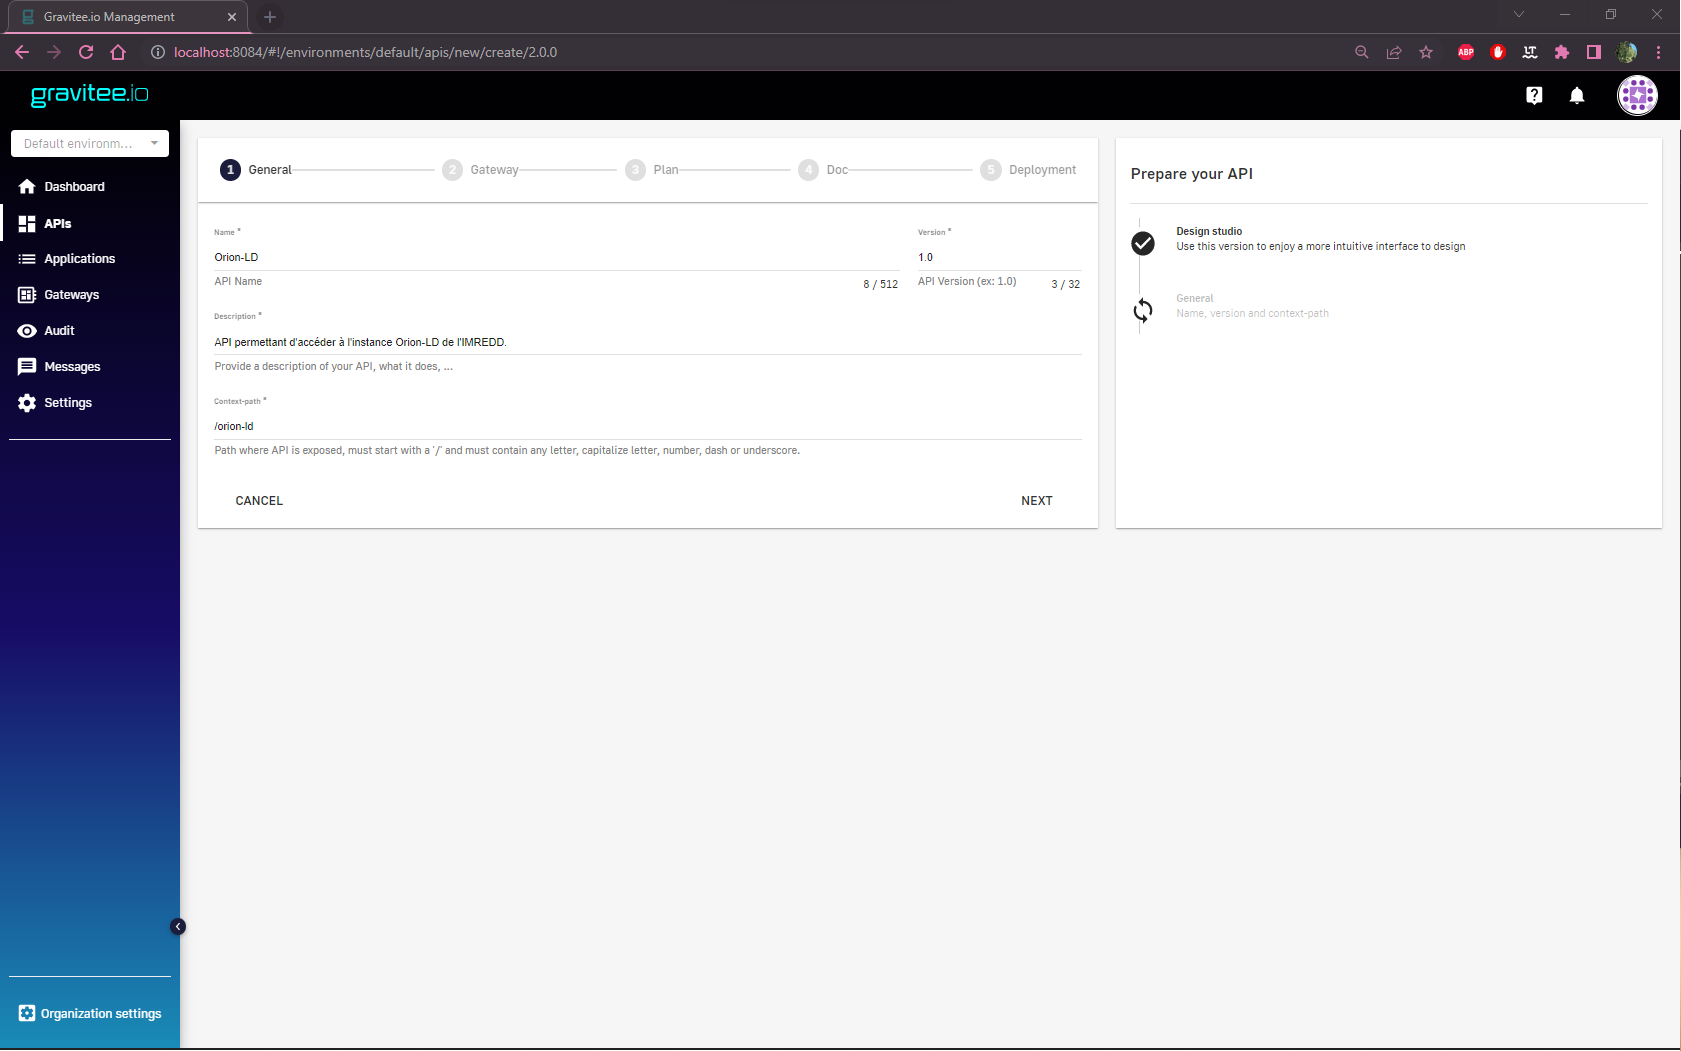 Gravitee.io Management
localhost:8084/#!/environments/default/apis/new/create/2.0.0
ABP
LT
gravitee.io
Default environm...
Dashboard
APIs
Applications
Gateways
Audit
Messages
Settings
Organization settings
1 General
2 Gateway
3 Plan
4 Doc
5 Deployment
Name *
Orion-LD
API Name
8 / 512
Version *
1.0
API Version (ex: 1.0)
3 / 32
Description *
API permettant d'accéder à l'instance Orion-LD de l'IMREDD.
Provide a description of your API, what it does, ...
Context-path *
/orion-ld
Path where API is exposed, must start with a '/' and must contain any letter, capitalize letter, number, dash or underscore.
CANCEL
NEXT
Prepare your API
Design studio
Use this version to enjoy a more intuitive interface to design
General
Name, version and context-path